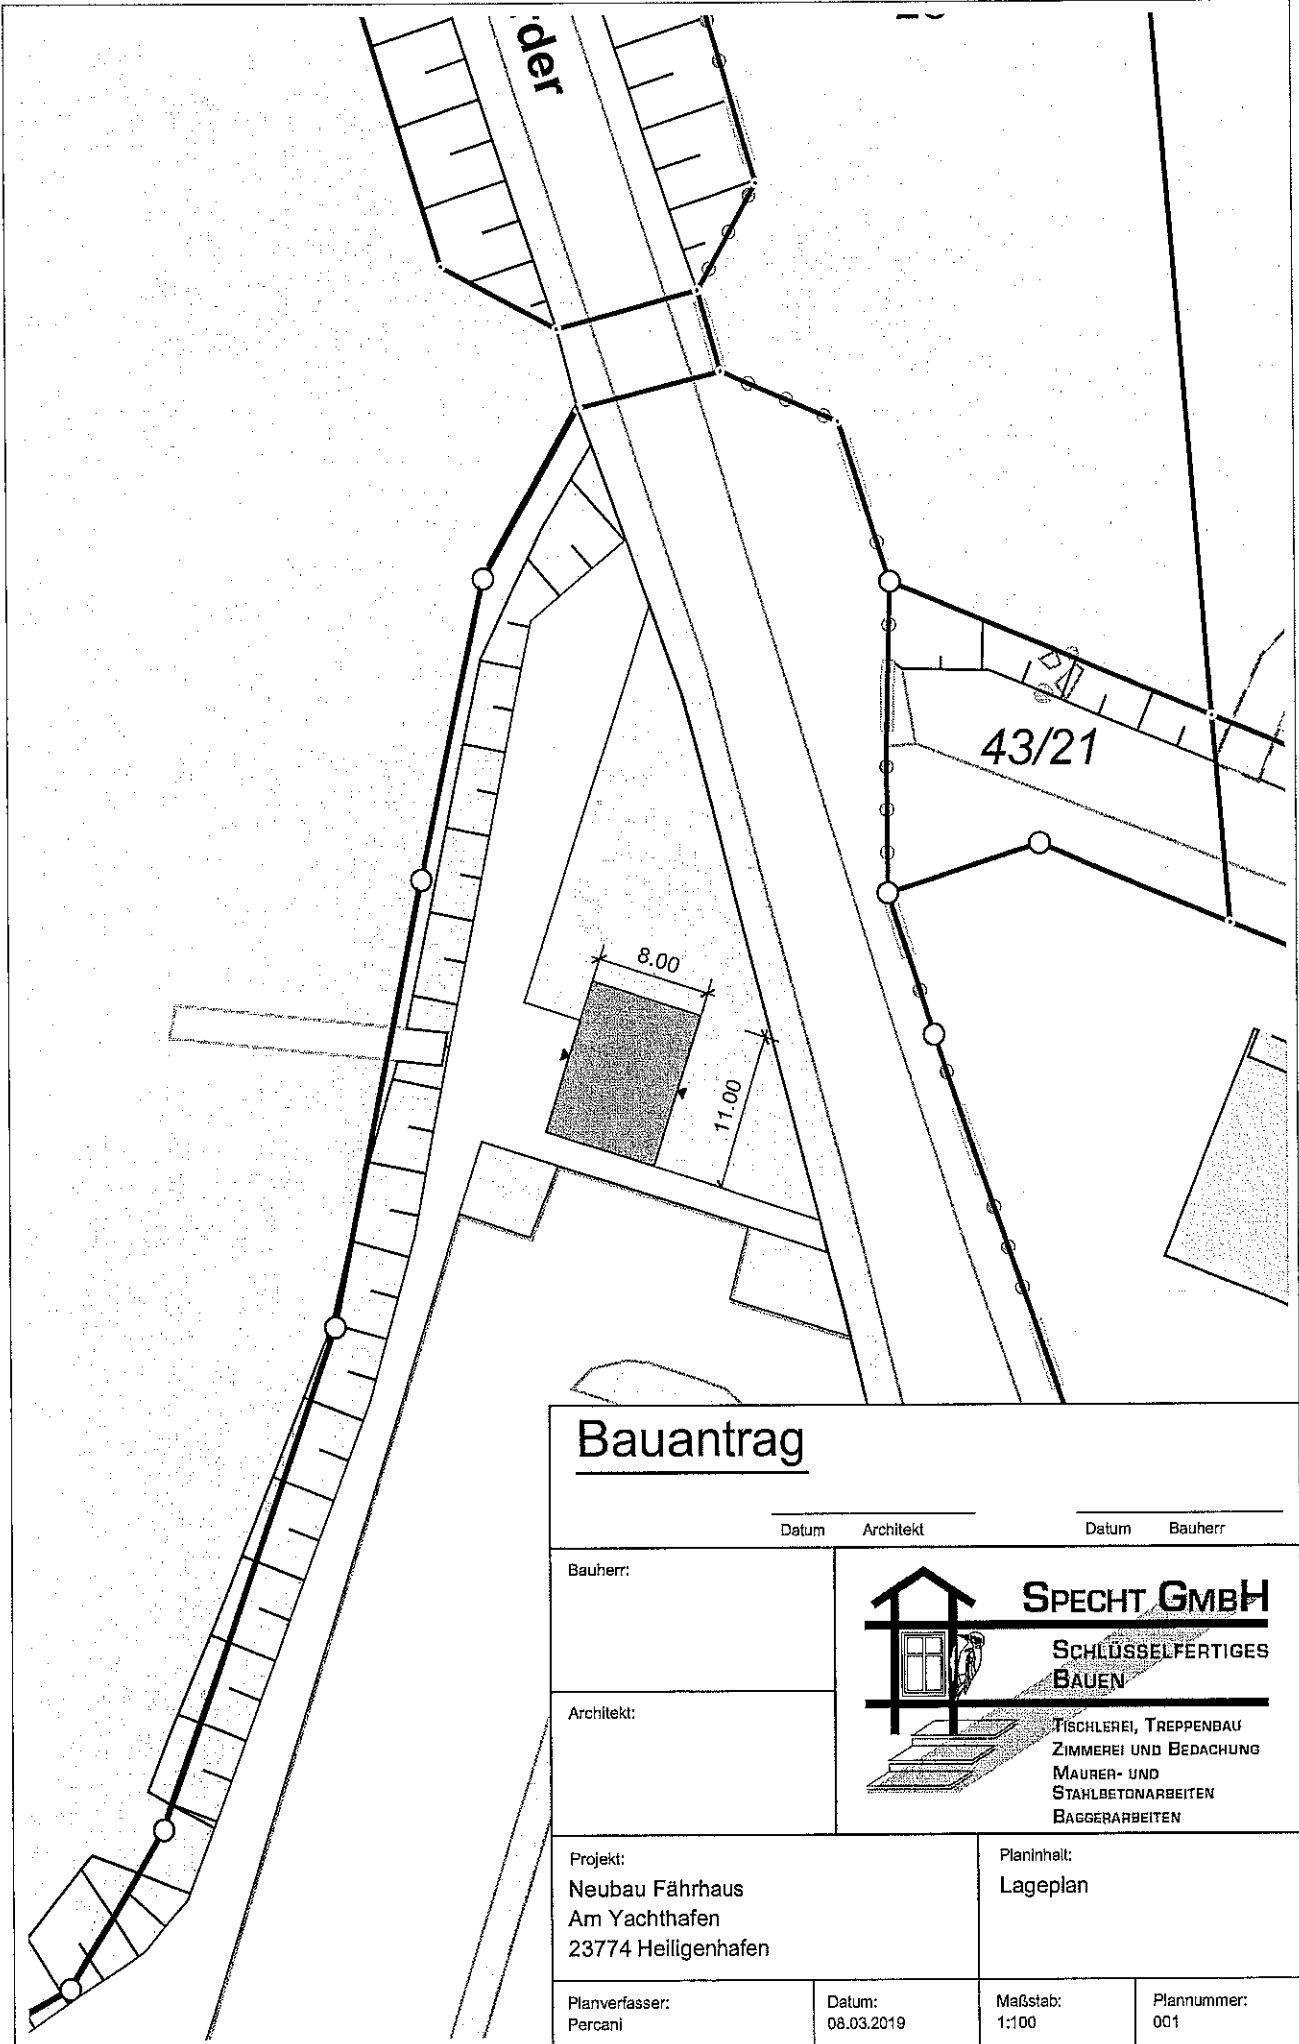 rder
43/21
8.00
11.00
Bauantrag
Datum Architekt
Datum Bauherr
Bauherr:
SPECHT GMBH
SCHLÜSSELFERTIGES
BAUEN
Architekt:
TISCHLEREI, TREPPENBAU
ZIMMEREI UND BEDACHUNG
MAURER- UND
STAHLBETONARBEITEN
BAGGERARBEITEN
Projekt:
Neubau Fährhaus
Am Yachthafen
23774 Heiligenhafen
Planinhalt:
Lageplan
Planverfasser:
Percani
Datum:
08.03.2019
Maßstab:
1:100
Plannummer:
001